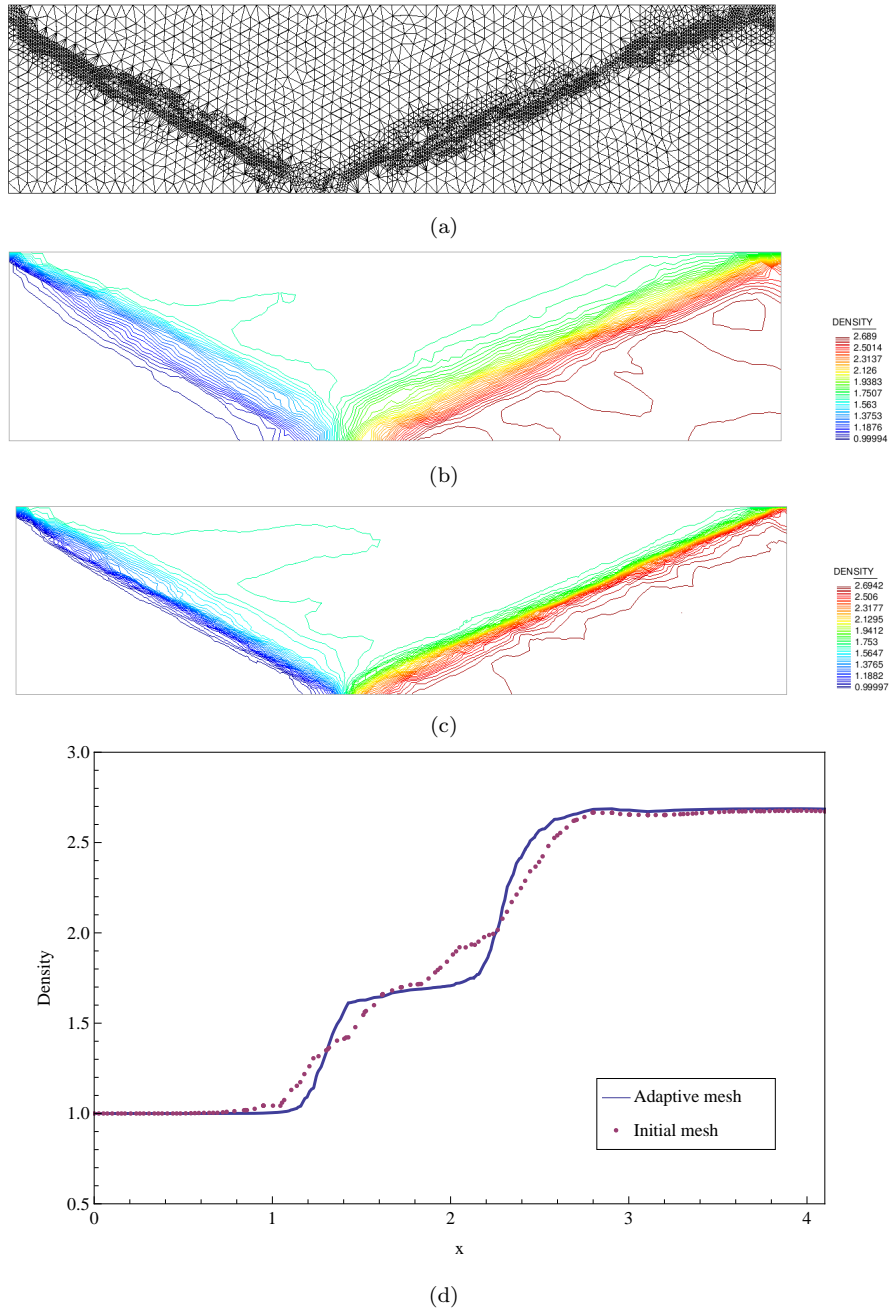 (a)
DENSITY
2.689
2.5014
2.3137
2.126
1.9383
1.7507
1.563
1.3753
1.1876
0.99994
(b)
DENSITY
2.6942
2.506
2.3177
2.1295
1.9412
1.753
1.5647
1.3765
1.1882
0.99997
(c)
3.0
2.5
2.0
1.5
1.0
0.5
Density
Adaptive mesh
Initial mesh
0 1 2 3 4
x
(d)